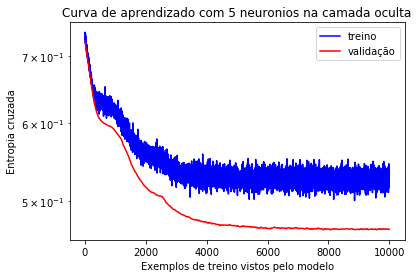 Curva de aprendizado com 5 neuronios na camada oculta
treino
validação
Entropia cruzada
7 × 10⁻¹
6 × 10⁻¹
5 × 10⁻¹
0 2000 4000 6000 8000 10000
Exemplos de treino vistos pelo modelo